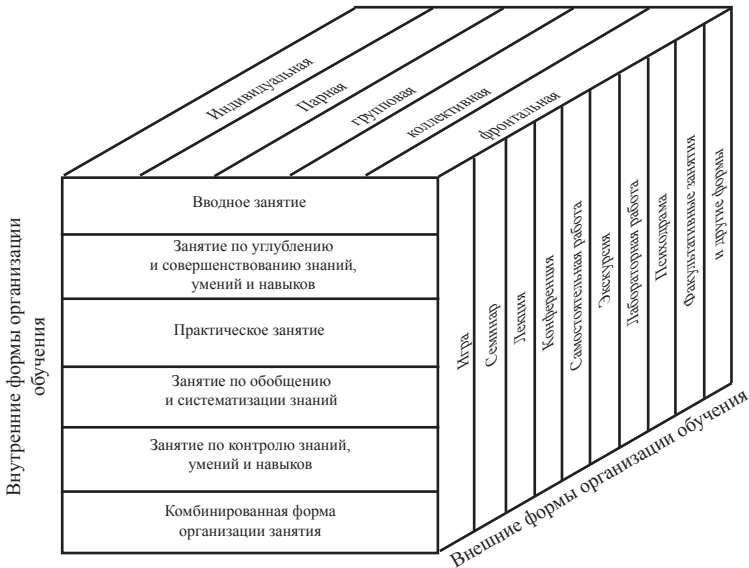 Индивидуальная
Парная
групповая
коллективная
фронтальная
Вводное занятие
Занятие по углублению
и совершенствованию знаний,
умений и навыков
Практическое занятие
Занятие по обобщению
и систематизации знаний
Занятие по контролю знаний,
умений и навыков
Комбинированная форма
организации занятия
Внутренние формы организации
обучения
Игра
Семинар
Лекция
Конференция
Самостоятельная работа
Экскурсия
Лабораторная работа
Психодрама
Факультативные занятия
и другие формы
Внешние формы организации обучения